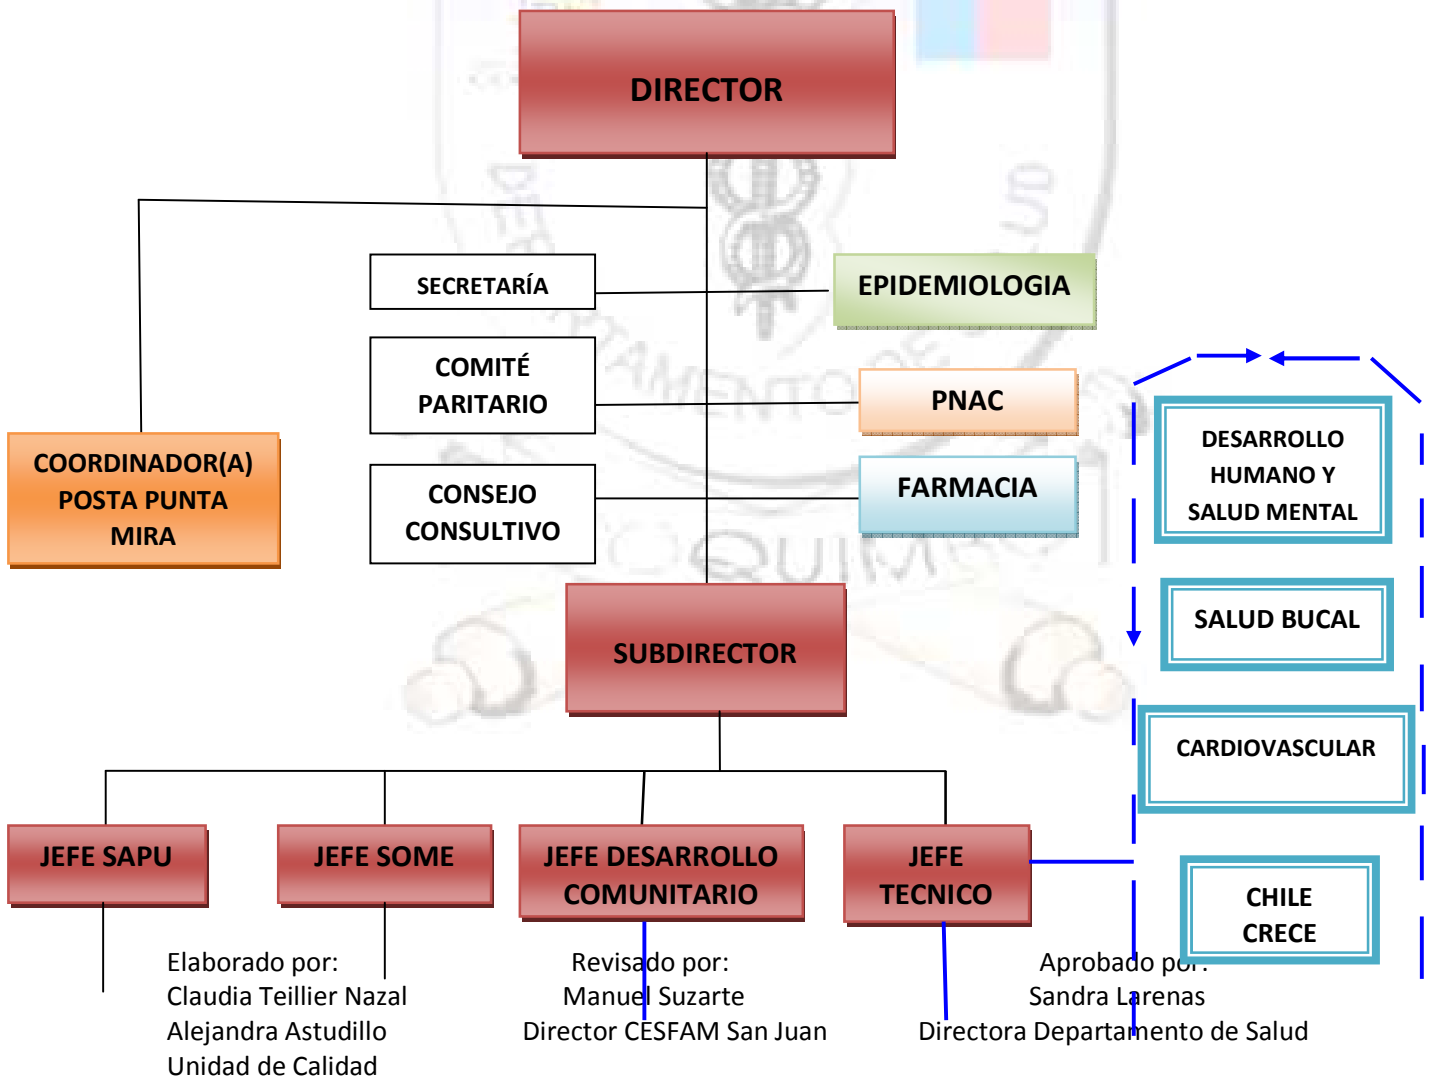 DIRECTOR
SECRETARÍA
EPIDEMIOLOGIA
COMITÉ
PARITARIO
PNAC
COORDINADOR(A)
POSTA PUNTA
MIRA
CONSEJO
CONSULTIVO
FARMACIA
DESARROLLO
HUMANO Y
SALUD MENTAL
SUBDIRECTOR
SALUD BUCAL
CARDIOVASCULAR
JEFE SAPU
JEFE SOME
JEFE DESARROLLO
COMUNITARIO
JEFE
TECNICO
CHILE
CRECE
Elaborado por:
Claudia Teillier Nazal
Alejandra Astudillo
Unidad de Calidad
Revisado por:
Manuel Suzarte
Director CESFAM San Juan
Aprobado por:
Sandra Larenas
Directora Departamento de Salud